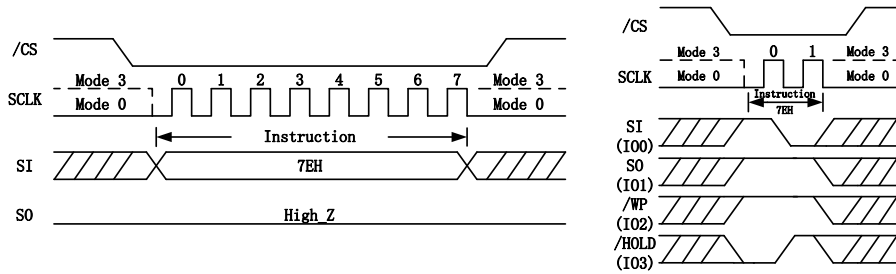 /CS
Mode 3 0 1 2 3 4 5 6 7 Mode 3
SCLK
Mode 0 Mode 0
Instruction
SI 7EH
SO High_Z
/CS
Mode 3 0 1 Mode 3
SCLK Mode 0 Mode 0
Instruction
7EH
SI
(IO0)
SO
(IO1)
/WP
(IO2)
/HOLD
(IO3)